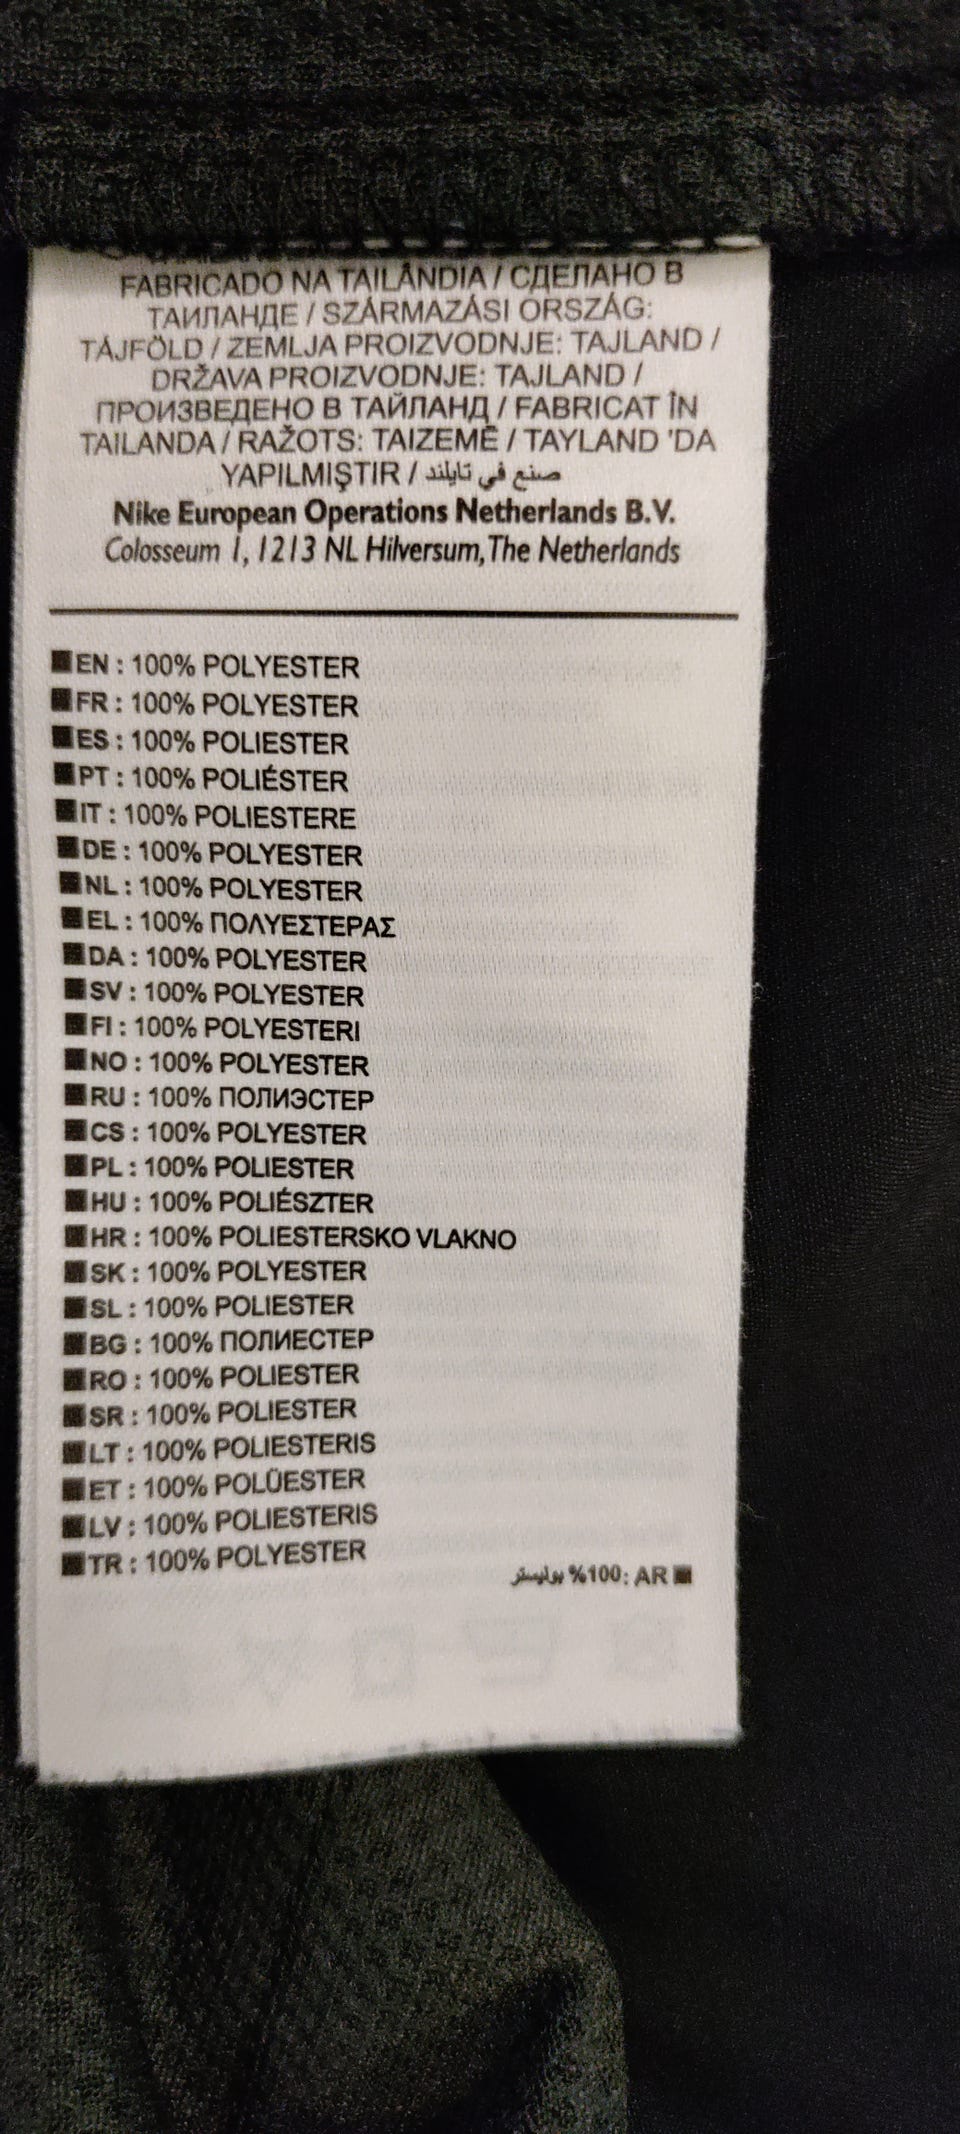 FABRICADO NA TAILÂNDIA / СДЕЛАНО В
ТАИЛАНДЕ / SZÁRMAZÁSI ORSZÁG:
TÁJFÖLD / ZEMLJA PROIZVODNJE: TAJLAND /
DRŽAVA PROIZVODNJE: TAJLAND /
ПРОИЗВЕДЕНО В ТАЙЛАНД / FABRICAT ÎN
TAILANDA / RAŽOTS: TAIZEMĒ / TAYLAND 'DA
YAPILMIŞTIR / صنع في تايلند
Nike European Operations Netherlands B.V.
Colosseum 1, 1213 NL Hilversum, The Netherlands
■EN : 100% POLYESTER
■FR : 100% POLYESTER
■ES : 100% POLIESTER
■PT : 100% POLIÉSTER
■IT : 100% POLIESTERE
■DE : 100% POLYESTER
■NL : 100% POLYESTER
■EL : 100% ΠΟΛΥΕΣΤΕΡΑΣ
■DA : 100% POLYESTER
■SV : 100% POLYESTER
■FI : 100% POLYESTERI
■NO : 100% POLYESTER
■RU : 100% ПОЛИЭСТЕР
■CS : 100% POLYESTER
■PL : 100% POLIESTER
■HU : 100% POLIÉSZTER
■HR : 100% POLIESTERSKO VLAKNO
■SK : 100% POLYESTER
■SL : 100% POLIESTER
■BG : 100% ПОЛИЕСТЕР
■RO : 100% POLIESTER
■SR : 100% POLIESTER
■LT : 100% POLIESTERIS
■ET : 100% POLÜESTER
■LV : 100% POLIESTERIS
■TR : 100% POLYESTER
■ AR :100% بوليستر